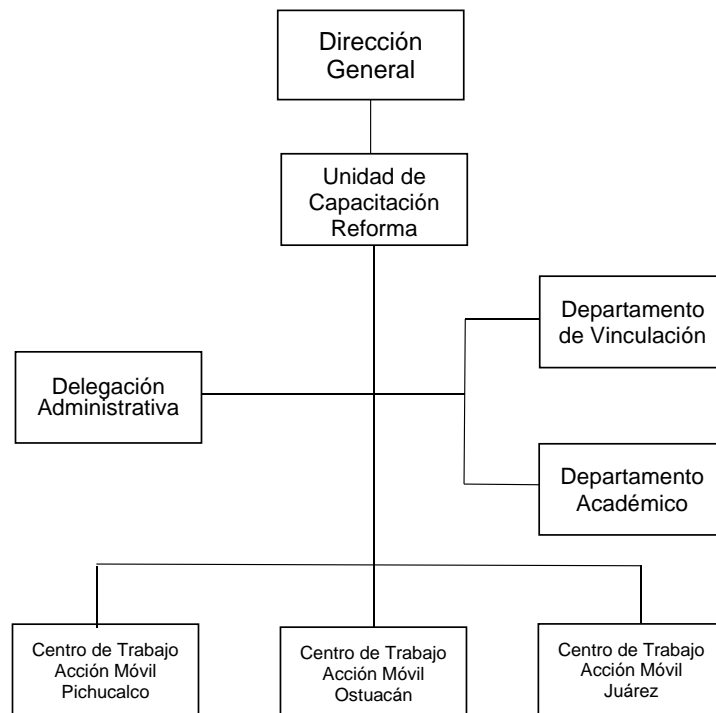 Dirección
General
Unidad de
Capacitación
Reforma
Departamento
de Vinculación
Delegación
Administrativa
Departamento
Académico
Centro de Trabajo
Acción Móvil
Pichucalco
Centro de Trabajo
Acción Móvil
Ostuacán
Centro de Trabajo
Acción Móvil
Juárez